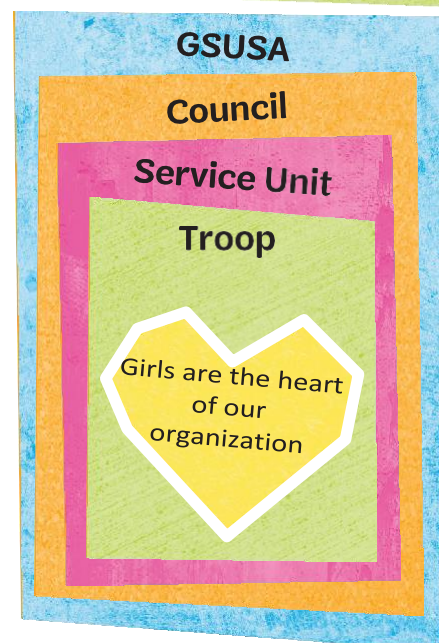 GSUSA
Council
Service Unit
Troop
Girls are the heart
of our
organization